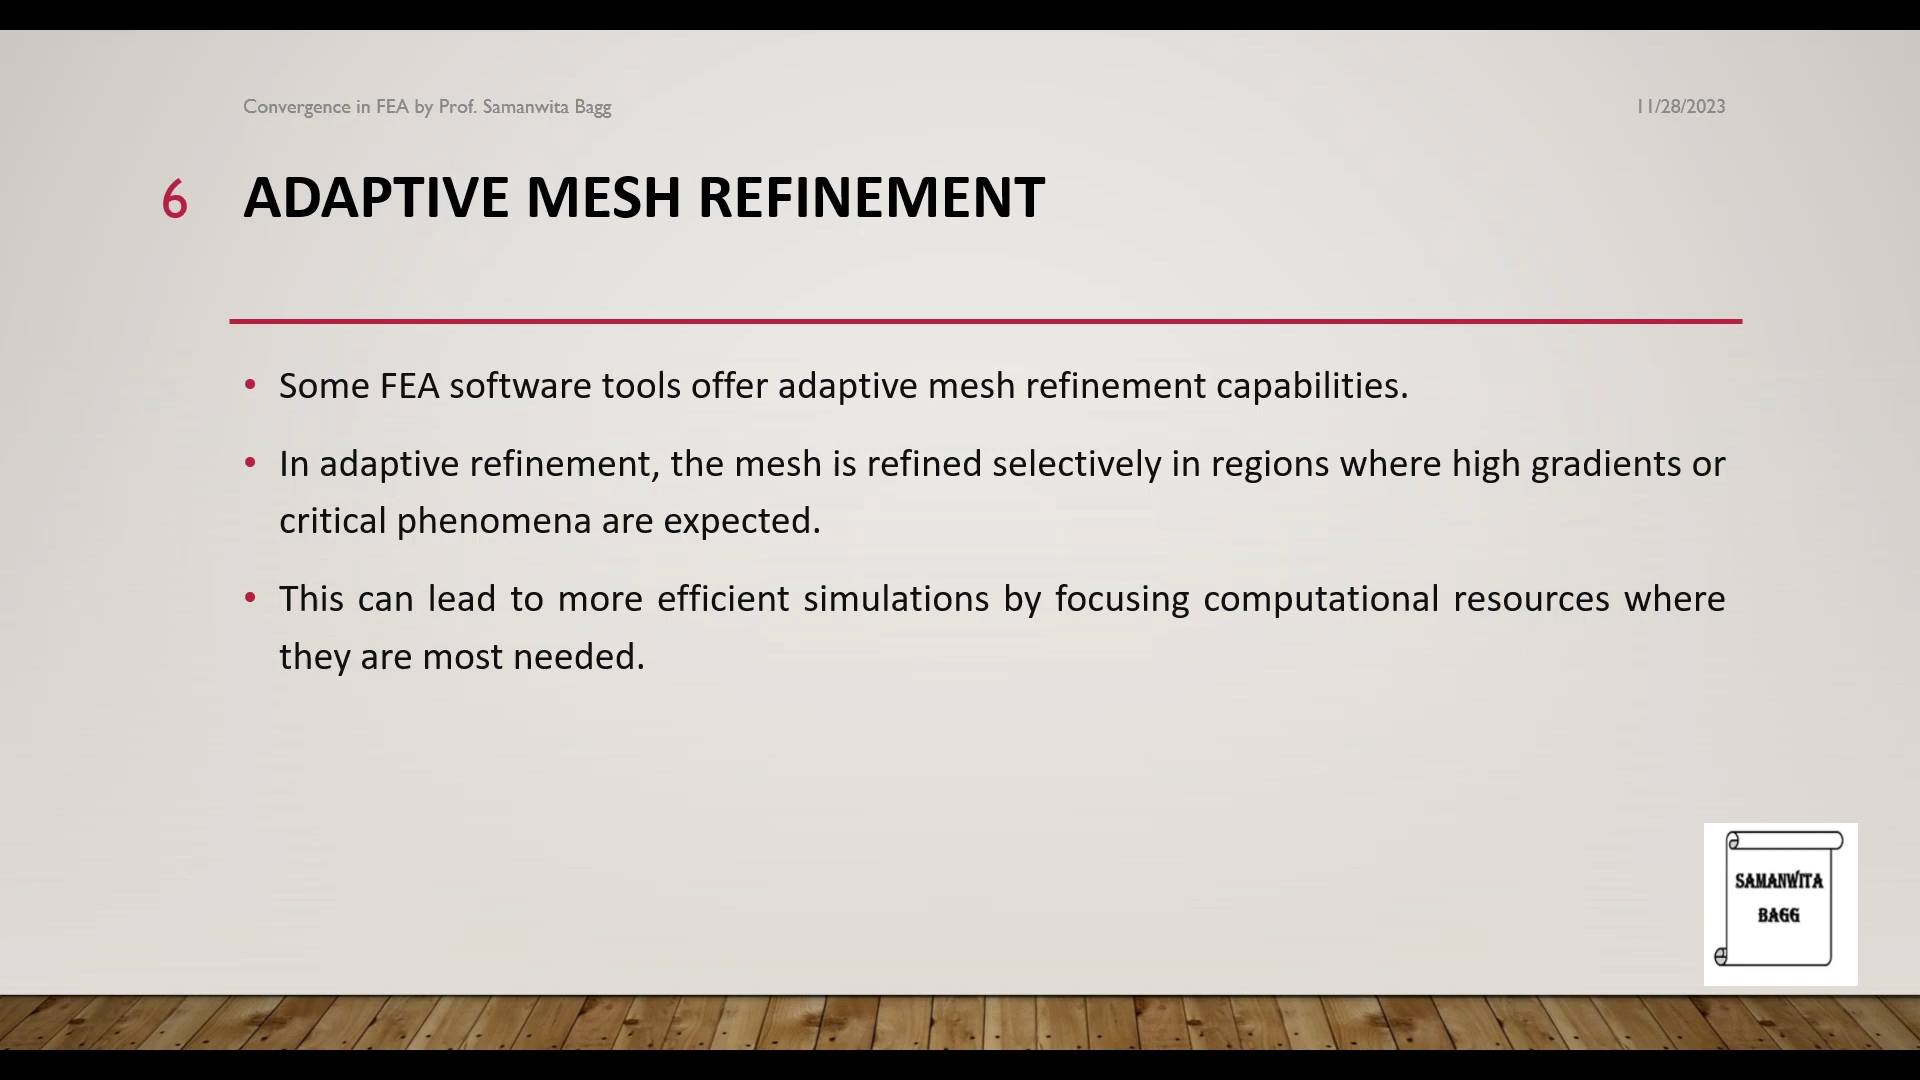 Convergence in FEA by Prof. Samanwita Bagg
11/28/2023
6
ADAPTIVE MESH REFINEMENT
• Some FEA software tools offer adaptive mesh refinement capabilities.
• In adaptive refinement, the mesh is refined selectively in regions where high gradients or
critical phenomena are expected.
• This can lead to more efficient simulations by focusing computational resources where
they are most needed.
SAMANWITA
BAGG